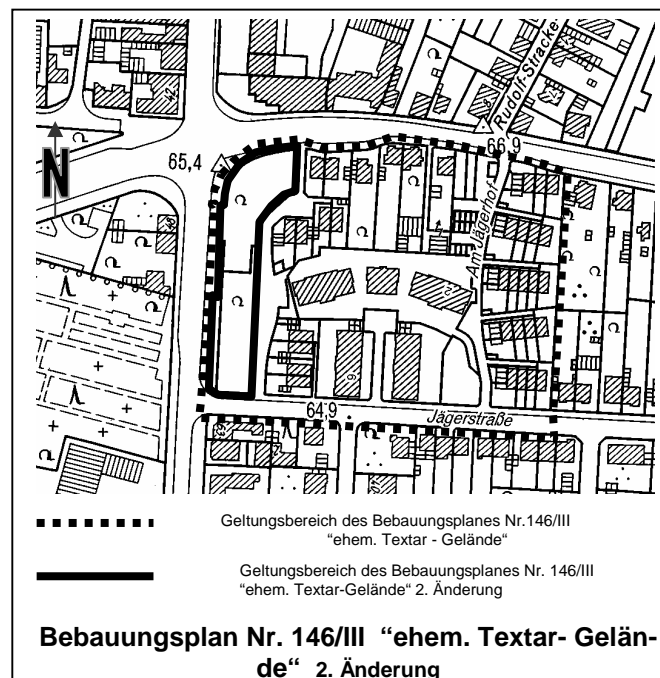 Rudolf-Stracke-
65,4
66,9
N
Am Jägerhof
64,9
Jägerstraße
Geltungsbereich des Bebauungsplanes Nr.146/III
“ehem. Textar - Gelände“
Geltungsbereich des Bebauungsplanes Nr. 146/III
“ehem. Textar-Gelände“ 2. Änderung
Bebauungsplan Nr. 146/III “ehem. Textar- Gelän-
de“ 2. Änderung